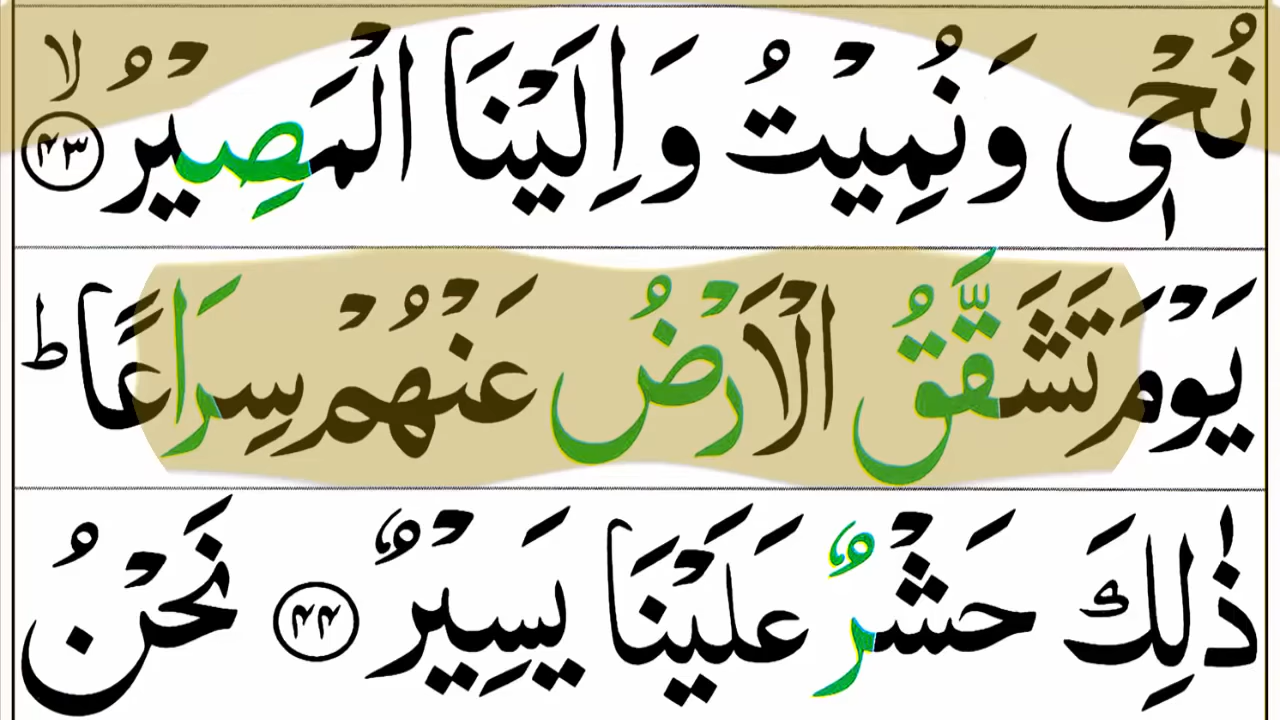 نُحْیٖ وَنُمِیْتُ وَاِلَیْنَا الْمَصِیْرُ ﴿۴۳﴾ ۙ
یَوْمَ تَشَقَّقُ الْاَرْضُ عَنْهُمْ سِرَاعًا ؕ
ذٰلِكَ حَشْرٌ عَلَیْنَا یَسِیْرٌ ﴿۴۴﴾ نَحْنُ